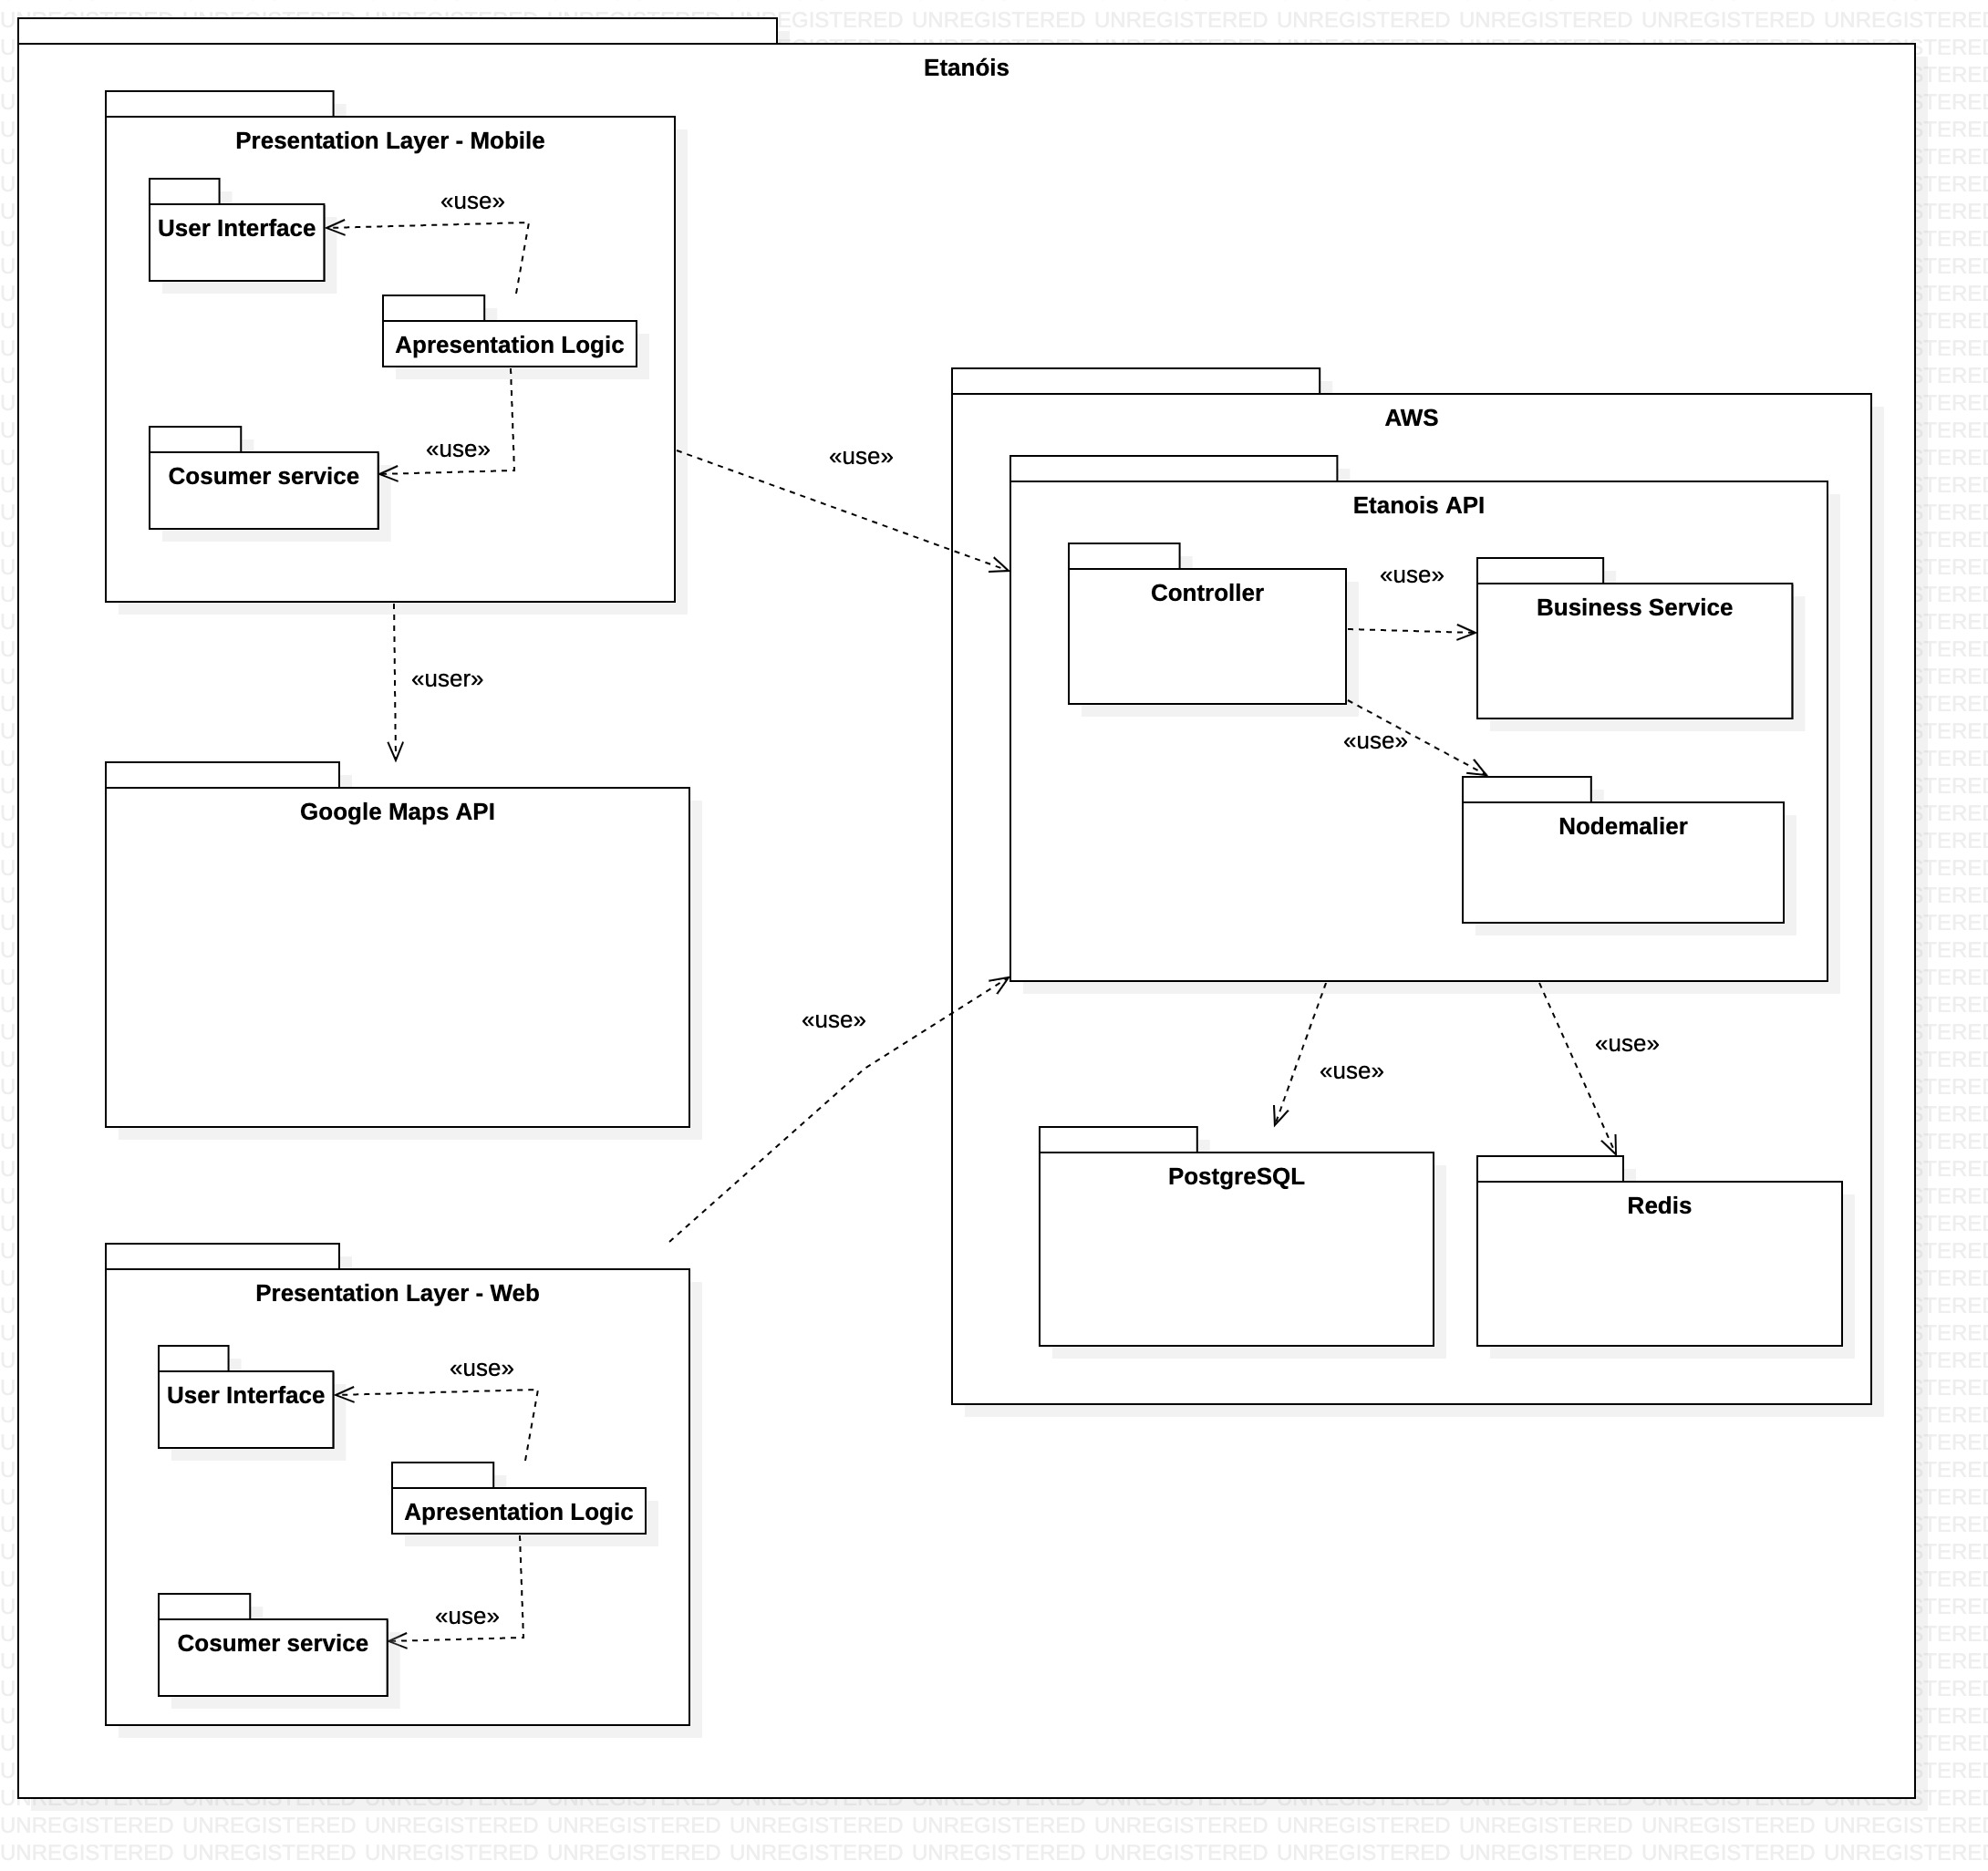 Etanóis
Presentation Layer - Mobile
User Interface
«use»
Apresentation Logic
Cosumer service
«use»
«use»
«user»
Google Maps API
AWS
Etanois API
Controller
«use»
Business Service
«use»
Nodemalier
«use»
«use»
«use»
PostgreSQL
Redis
Presentation Layer - Web
User Interface
«use»
Apresentation Logic
Cosumer service
«use»
UNREGISTERED UNREGISTERED UNREGISTERED UNREGISTERED UNREGISTERED UNREGISTERED UNREGISTERED UNREGISTERED UNREGISTERED UNREGISTERED
UNREGISTERED UNREGISTERED UNREGISTERED UNREGISTERED UNREGISTERED UNREGISTERED UNREGISTERED UNREGISTERED UNREGISTERED UNREGISTERED